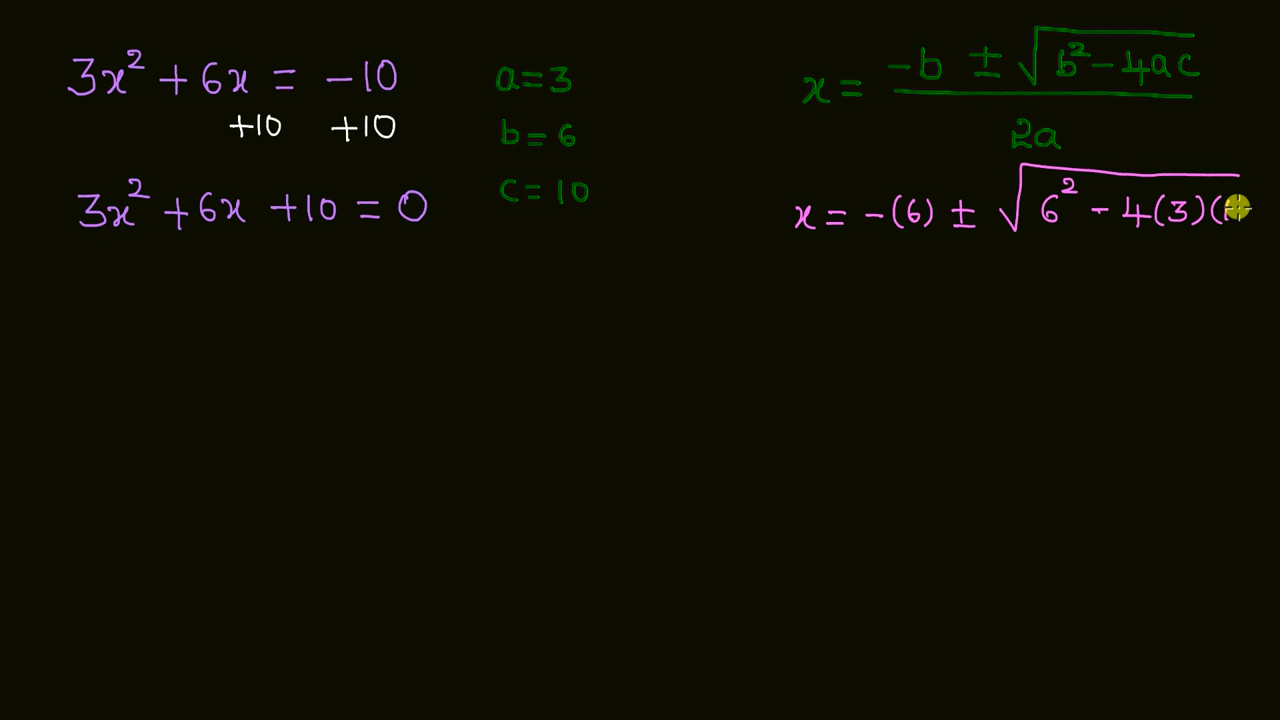 3x² + 6x = -10
+10 +10
3x² + 6x + 10 = 0
a = 3
b = 6
c = 10
x = -b ± √b² - 4ac
2a
x = -(6) ± √6² - 4(3)(